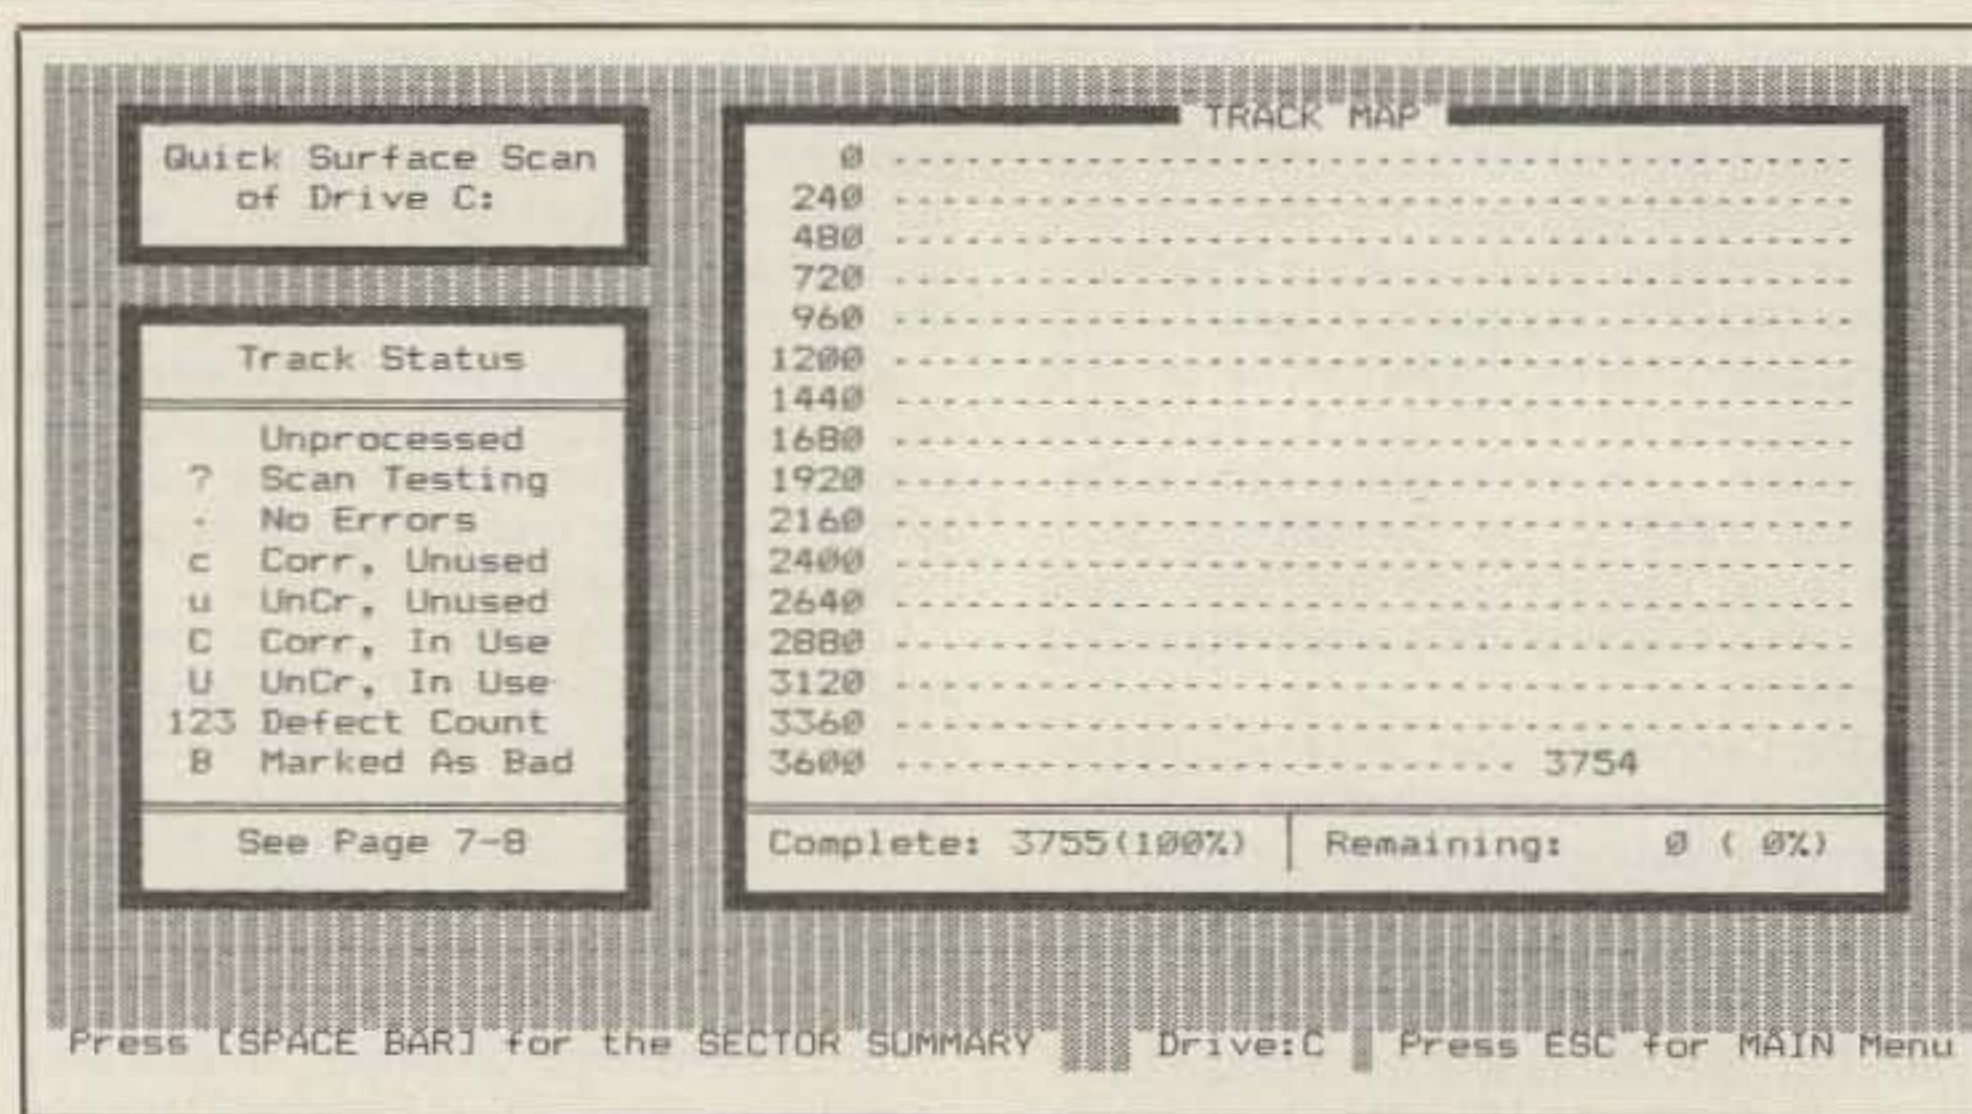 Quick Surface Scan
of Drive C:
Track Status
Unprocessed
? Scan Testing
. No Errors
c Corr, Unused
u UnCr, Unused
C Corr, In Use
U UnCr, In Use
123 Defect Count
B Marked As Bad
See Page 7-8
TRACK MAP
0 ........................................
240 ........................................
480 ........................................
720 ........................................
960 ........................................
1200 ........................................
1440 ........................................
1680 ........................................
1920 ........................................
2160 ........................................
2400 ........................................
2640 ........................................
2880 ........................................
3120 ........................................
3360 ........................................
3600 .......................... 3754
Complete: 3755(100%) Remaining: 0 ( 0%)
Press [SPACE BAR] for the SECTOR SUMMARY Drive:C Press ESC for MAIN Menu